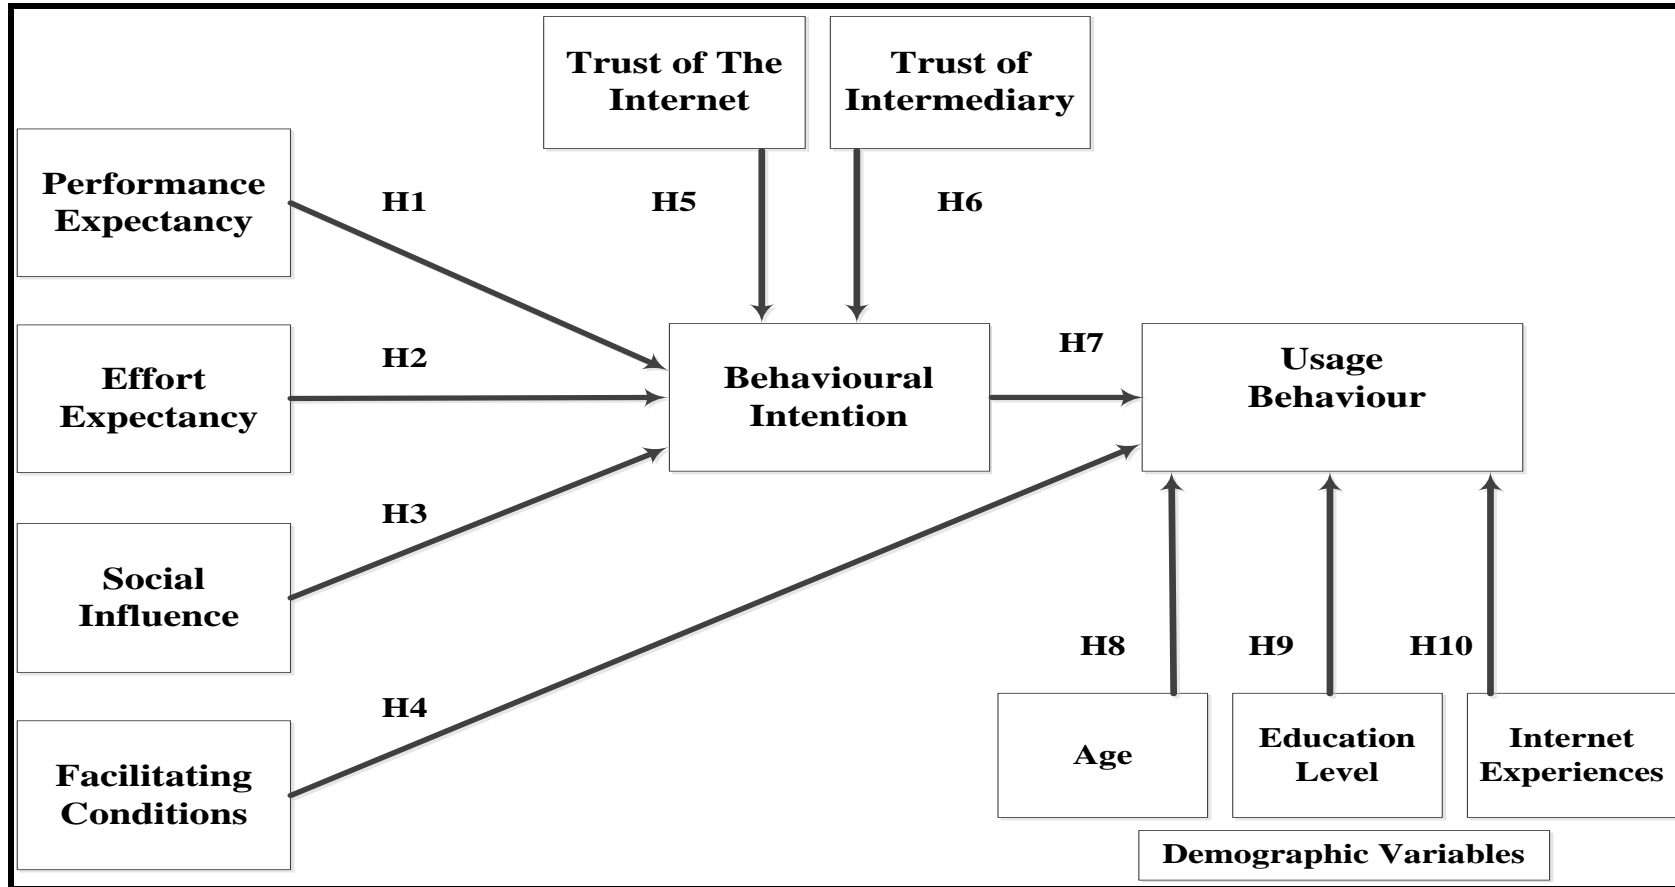 Trust of The
Internet
Trust of
Intermediary
Performance
Expectancy
H1
H5
H6
Effort
Expectancy
H2
Behavioural
Intention
H7
Usage
Behaviour
Social
Influence
H3
Facilitating
Conditions
H4
H8
H9
H10
Age
Education
Level
Internet
Experiences
Demographic Variables